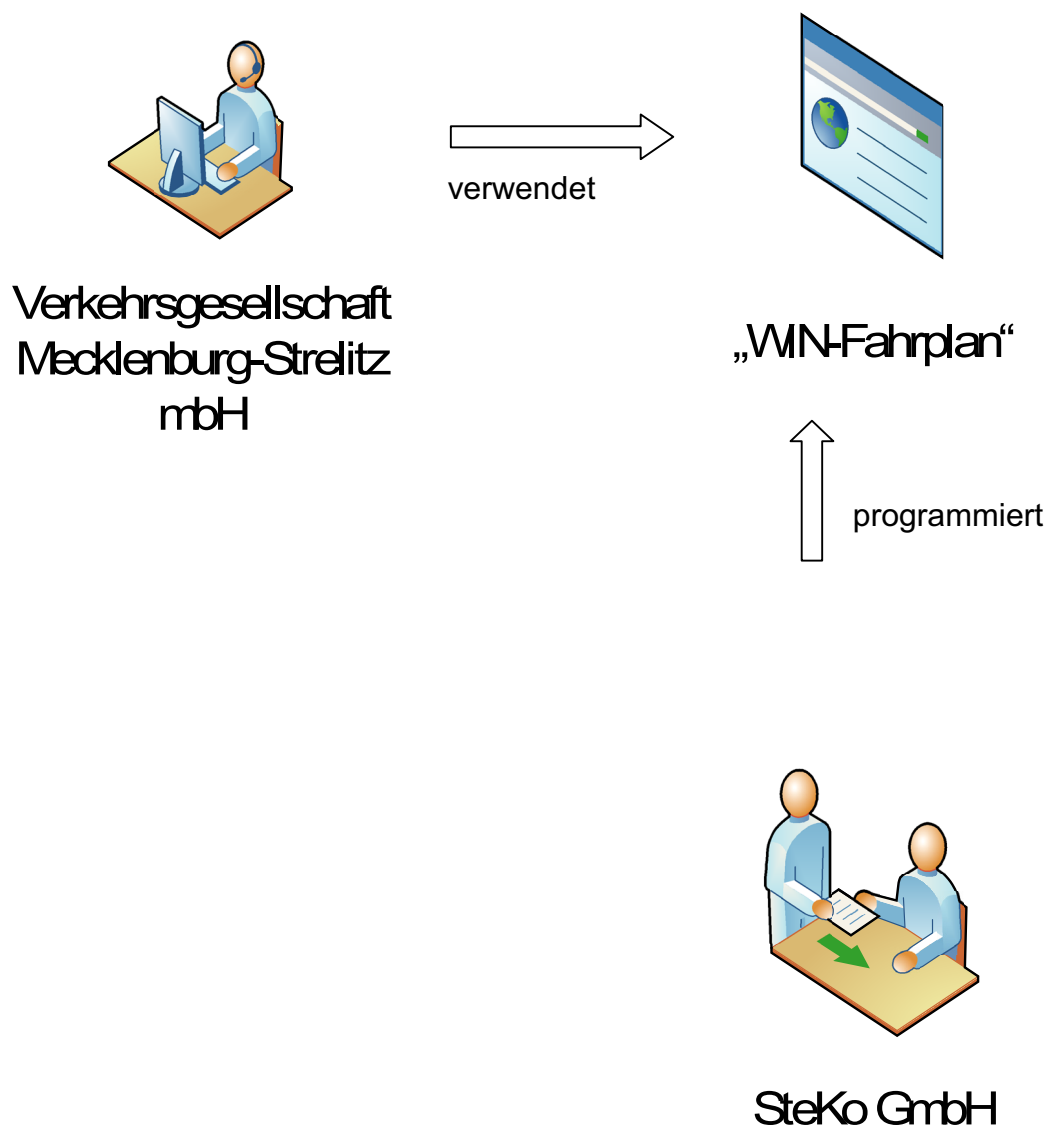 verwendet
Verkehrsgesellschaft
Mecklenburg-Strelitz
mbH
„WIN-Fahrplan“
programmiert
SteKo GmbH